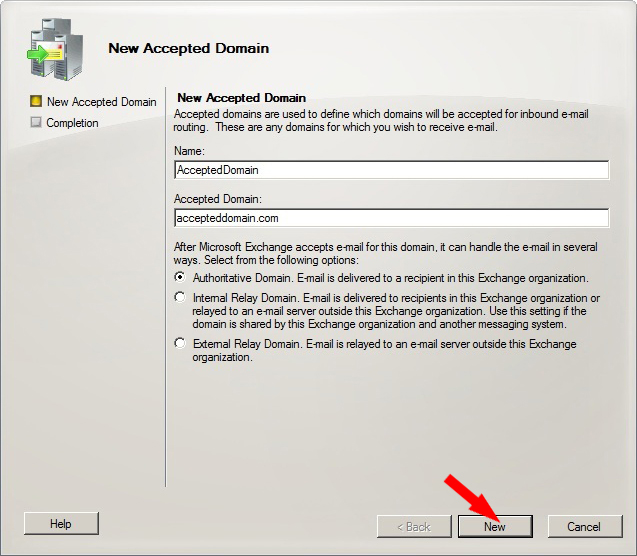 New Accepted Domain
New Accepted Domain
Completion
New Accepted Domain
Accepted domains are used to define which domains will be accepted for inbound e-mail
routing.  These are any domains for which you wish to receive e-mail.
Name:
AcceptedDomain
Accepted Domain:
accepteddomain.com
After Microsoft Exchange accepts e-mail for this domain, it can handle the e-mail in several
ways. Select from the following options:
Authoritative Domain. E-mail is delivered to a recipient in this Exchange organization.
Internal Relay Domain. E-mail is delivered to recipients in this Exchange organization or
relayed to an e-mail server outside this Exchange organization. Use this setting if the
domain is shared by this Exchange organization and another messaging system.
External Relay Domain. E-mail is relayed to an e-mail server outside this Exchange
organization.
Help
< Back
New
Cancel